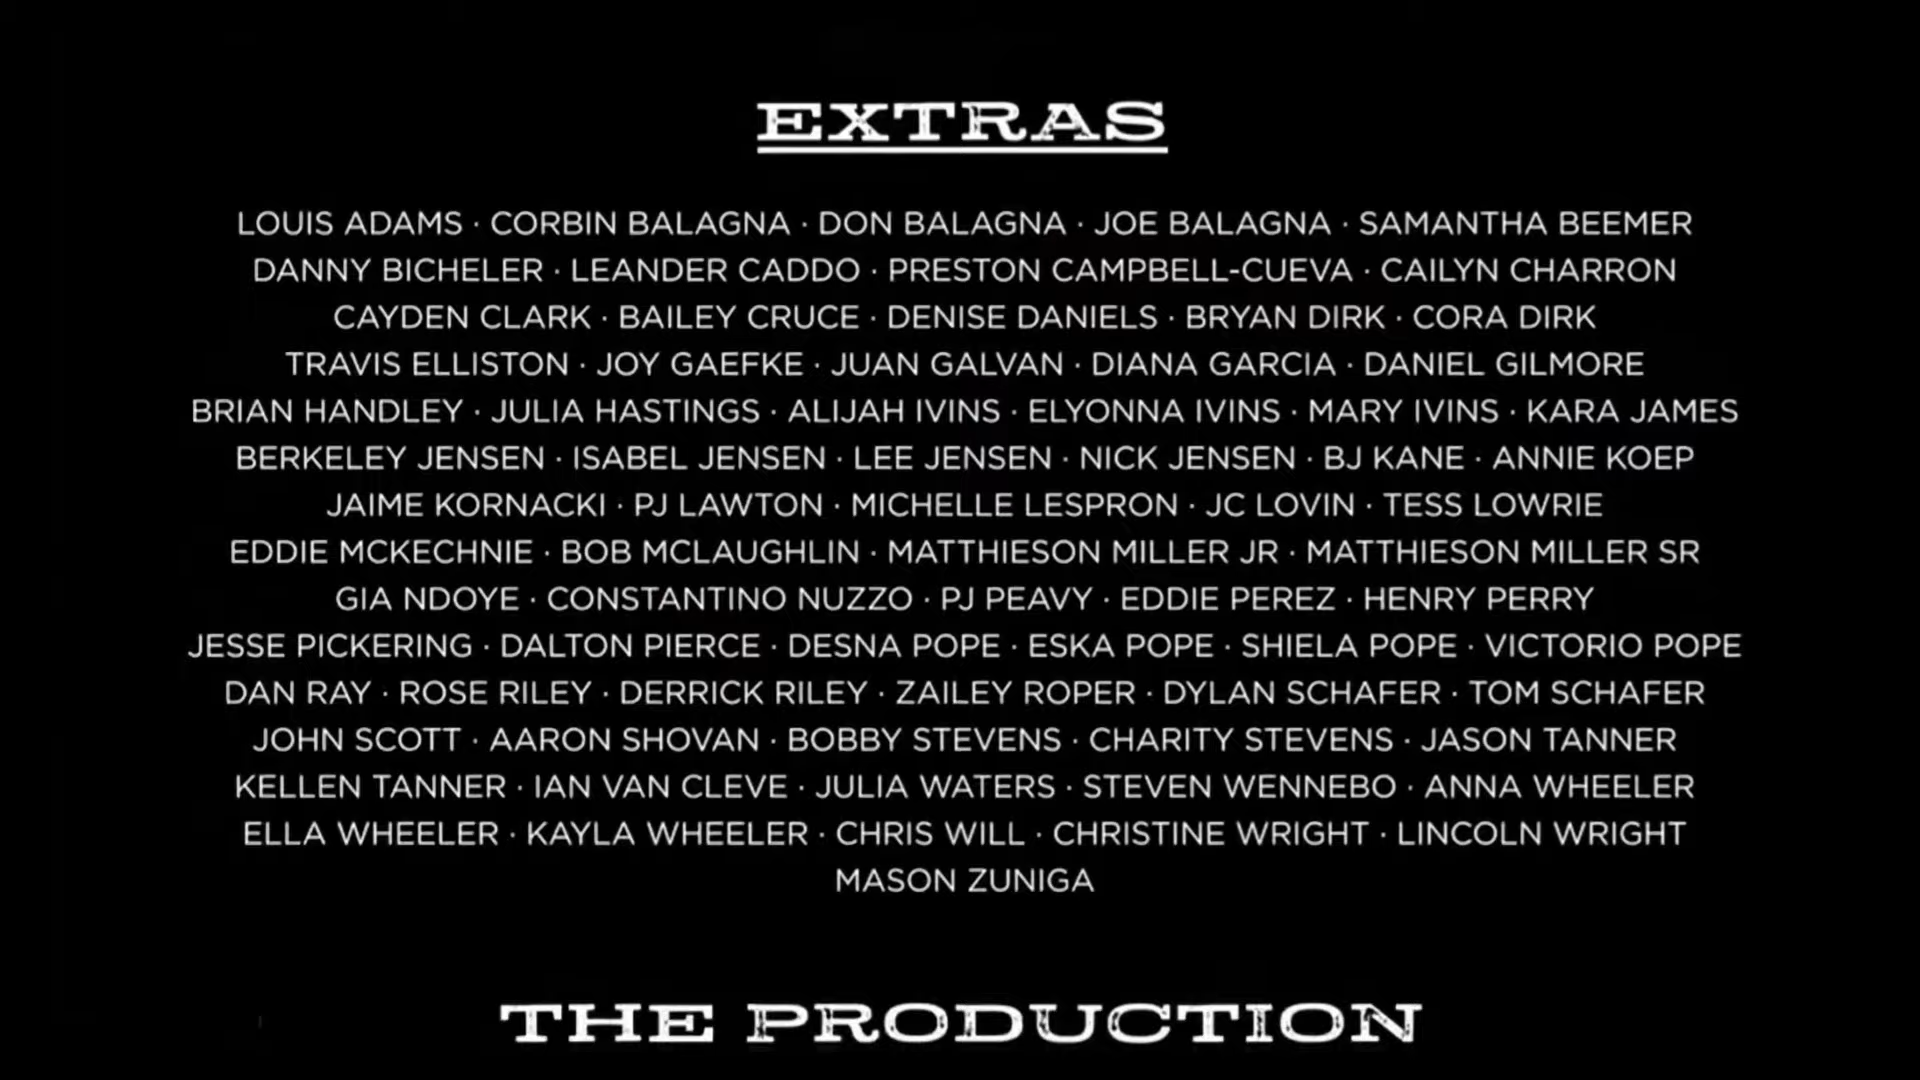 EXTRAS
LOUIS ADAMS · CORBIN BALAGNA · DON BALAGNA · JOE BALAGNA · SAMANTHA BEEMER
DANNY BICHELER · LEANDER CADDO · PRESTON CAMPBELL-CUEVA · CAILYN CHARRON
CAYDEN CLARK · BAILEY CRUCE · DENISE DANIELS · BRYAN DIRK · CORA DIRK
TRAVIS ELLISTON · JOY GAEFKE · JUAN GALVAN · DIANA GARCIA · DANIEL GILMORE
BRIAN HANDLEY · JULIA HASTINGS · ALIJAH IVINS · ELYONNA IVINS · MARY IVINS · KARA JAMES
BERKELEY JENSEN · ISABEL JENSEN · LEE JENSEN · NICK JENSEN · BJ KANE · ANNIE KOEP
JAIME KORNACKI · PJ LAWTON · MICHELLE LESPRON · JC LOVIN · TESS LOWRIE
EDDIE MCKECHNIE · BOB MCLAUGHLIN · MATTHIESON MILLER JR · MATTHIESON MILLER SR
GIA NDOYE · CONSTANTINO NUZZO · PJ PEAVY · EDDIE PEREZ · HENRY PERRY
JESSE PICKERING · DALTON PIERCE · DESNA POPE · ESKA POPE · SHIELA POPE · VICTORIO POPE
DAN RAY · ROSE RILEY · DERRICK RILEY · ZAILEY ROPER · DYLAN SCHAFER · TOM SCHAFER
JOHN SCOTT · AARON SHOVAN · BOBBY STEVENS · CHARITY STEVENS · JASON TANNER
KELLEN TANNER · IAN VAN CLEVE · JULIA WATERS · STEVEN WENNEBO · ANNA WHEELER
ELLA WHEELER · KAYLA WHEELER · CHRIS WILL · CHRISTINE WRIGHT · LINCOLN WRIGHT
MASON ZUNIGA
THE PRODUCTION